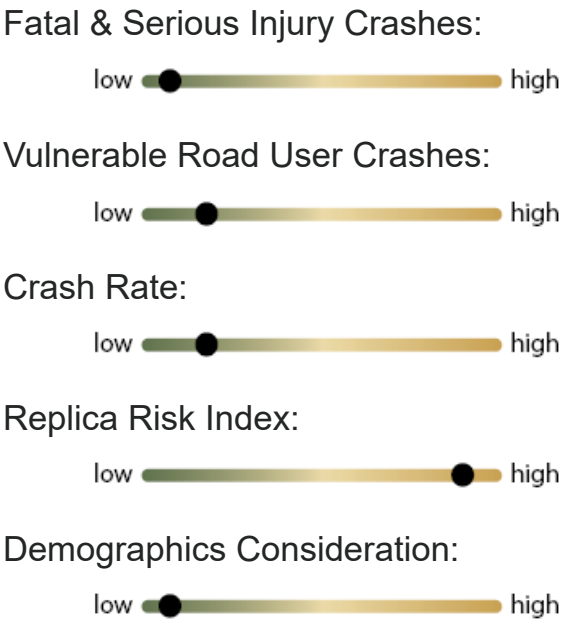 Fatal & Serious Injury Crashes:
low high
Vulnerable Road User Crashes:
low high
Crash Rate:
low high
Replica Risk Index:
low high
Demographics Consideration:
low high